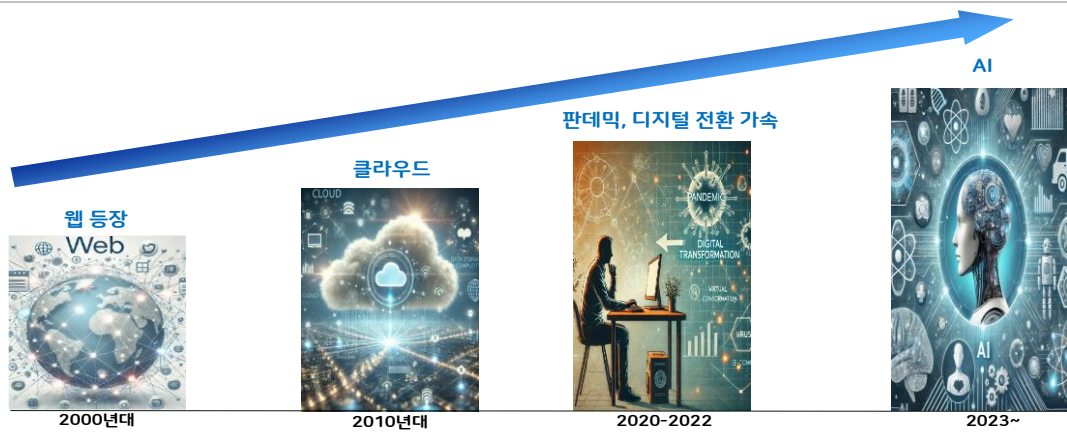 AI
판데믹, 디지털 전환 가속
클라우드
웹 등장
Web
CLOUD
PANDEMIC
DIGITAL
TRANSFORMATION
VIRTUAL
AI
AI
2000년대
2010년대
2020-2022
2023~